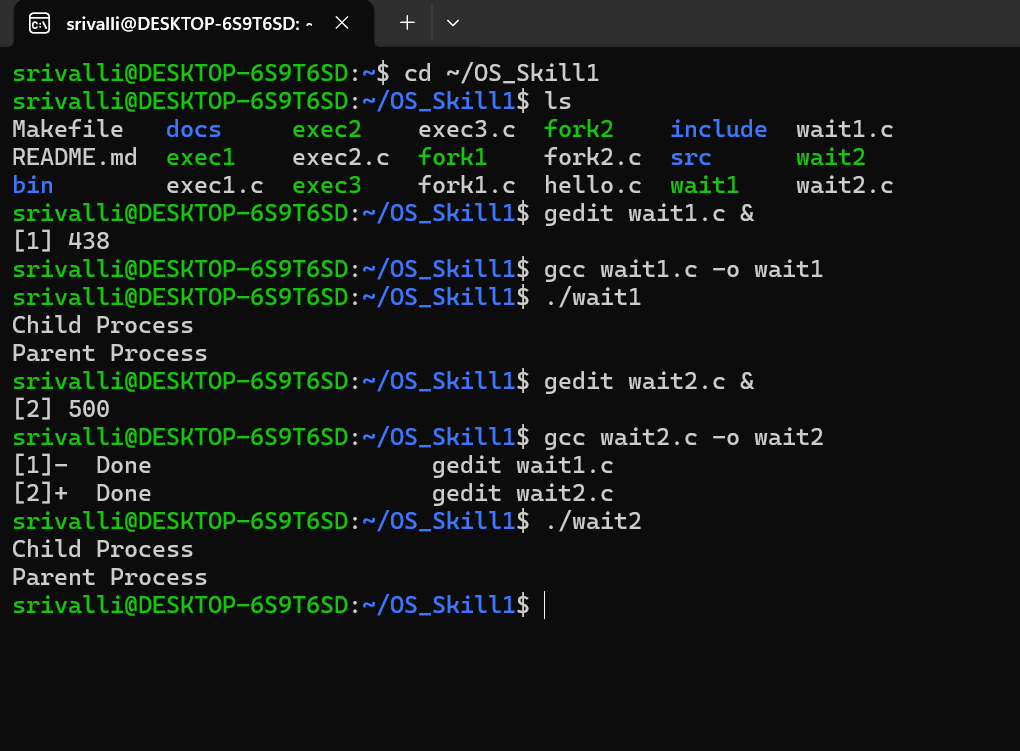 srivalli@DESKTOP-6S9T6SD: ~
srivalli@DESKTOP-6S9T6SD:~$ cd ~/OS_Skill1
srivalli@DESKTOP-6S9T6SD:~/OS_Skill1$ ls
Makefile docs exec2 exec3.c fork2 include wait1.c
README.md exec1 exec2.c fork1 fork2.c src wait2
bin exec1.c exec3 fork1.c hello.c wait1 wait2.c
srivalli@DESKTOP-6S9T6SD:~/OS_Skill1$ gedit wait1.c &
[1] 438
srivalli@DESKTOP-6S9T6SD:~/OS_Skill1$ gcc wait1.c -o wait1
srivalli@DESKTOP-6S9T6SD:~/OS_Skill1$ ./wait1
Child Process
Parent Process
srivalli@DESKTOP-6S9T6SD:~/OS_Skill1$ gedit wait2.c &
[2] 500
srivalli@DESKTOP-6S9T6SD:~/OS_Skill1$ gcc wait2.c -o wait2
[1]- Done gedit wait1.c
[2]+ Done gedit wait2.c
srivalli@DESKTOP-6S9T6SD:~/OS_Skill1$ ./wait2
Child Process
Parent Process
srivalli@DESKTOP-6S9T6SD:~/OS_Skill1$